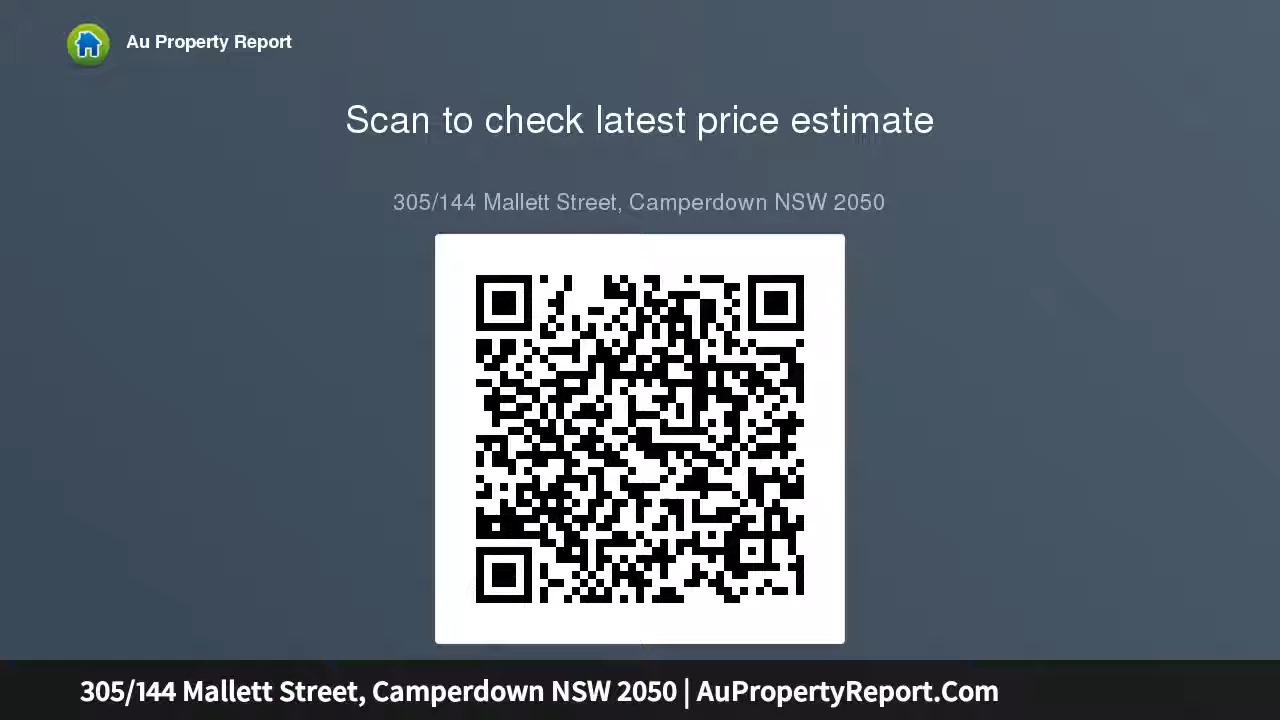 Au Property Report
Scan to check latest price estimate
305/144 Mallett Street, Camperdown NSW 2050
305/144 Mallett Street, Camperdown NSW 2050 | AuPropertyReport.Com